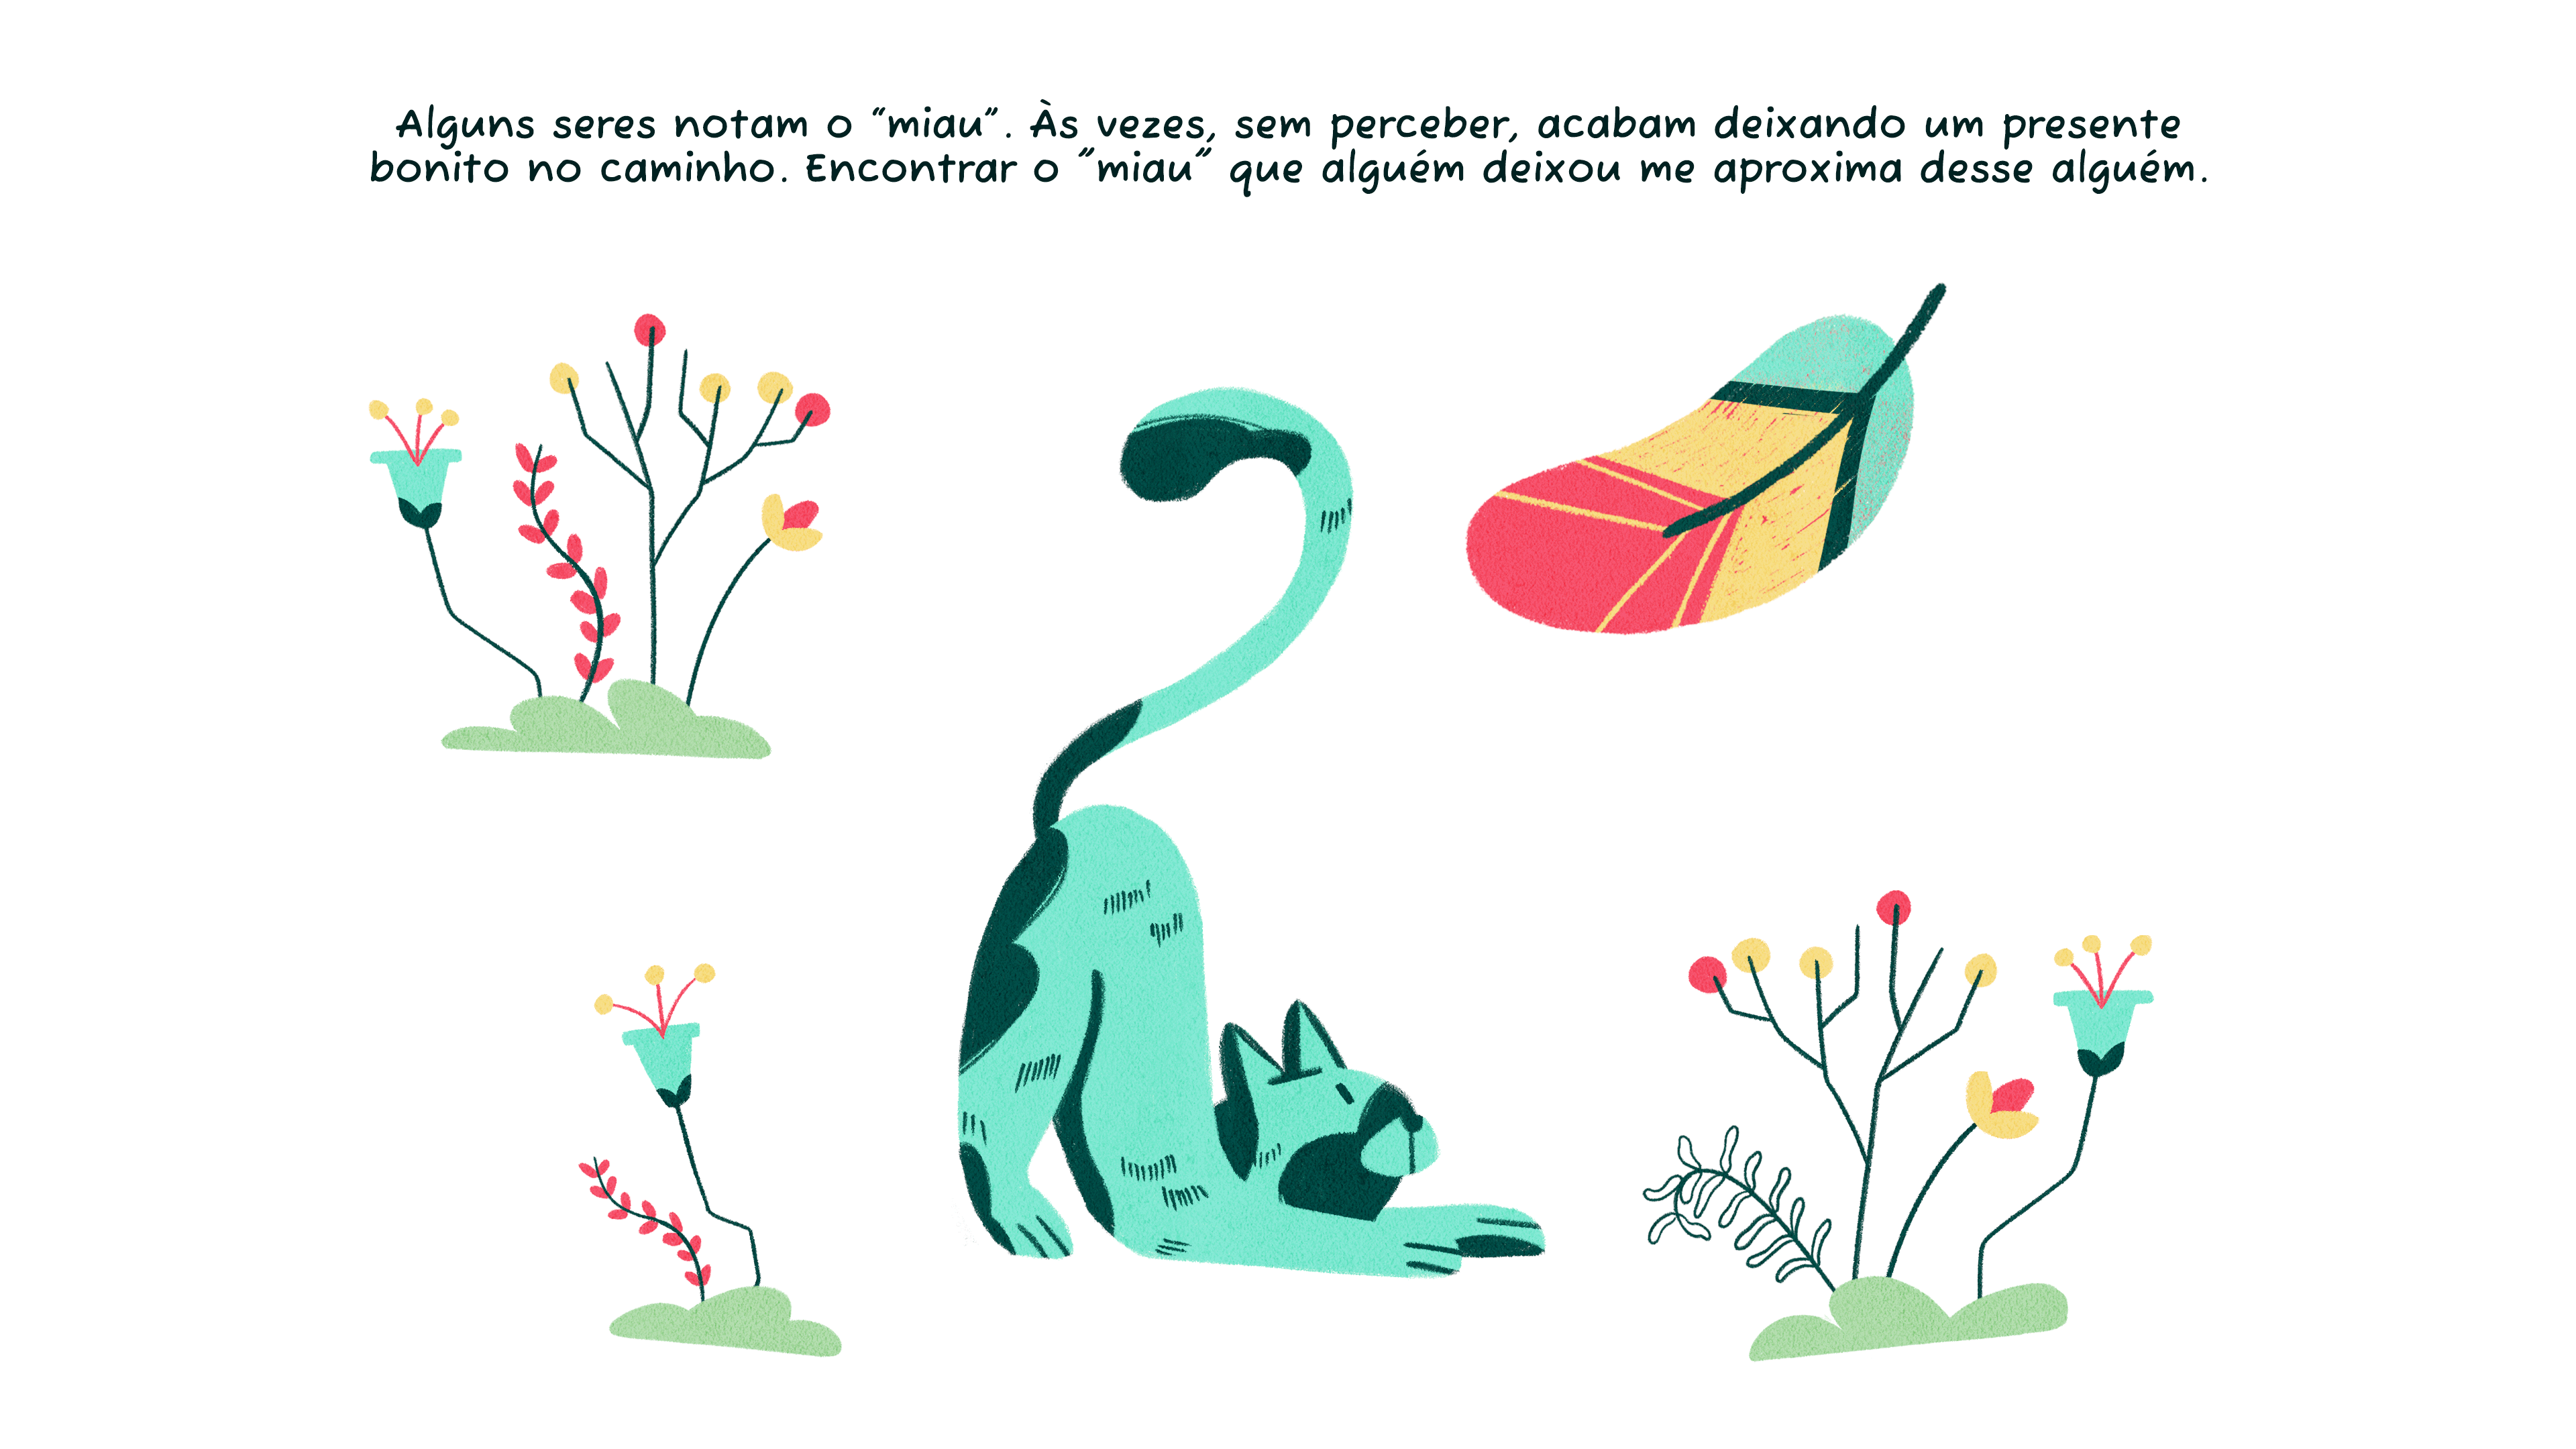 Alguns seres notam o “miau”. Às vezes, sem perceber, acabam deixando um presente
bonito no caminho. Encontrar o “miau” que alguém deixou me aproxima desse alguém.